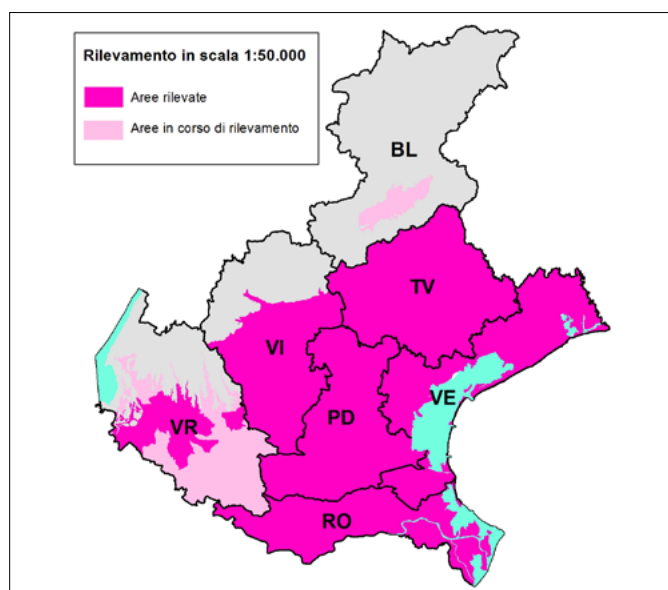 Rilevamento in scala 1:50.000
Aree rilevate
Aree in corso di rilevamento
BL
TV
VI
VE
PD
VR
RO